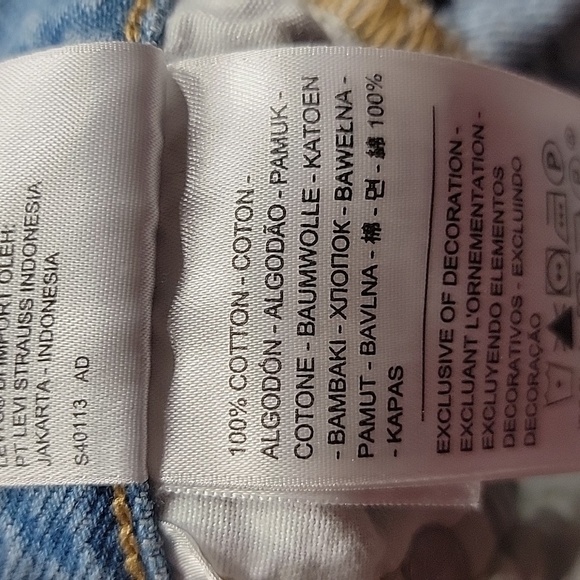 PT LEVI STRAUSS INDONESIA
JAKARTA - INDONESIA
S40113 AD
100% COTTON - COTON -
ALGODÓN - ALGODÃO - PAMUK -
COTONE - BAUMWOLLE - KATOEN
- BAMBAKI - ХЛОПОК - BAWEŁNA -
PAMUT - BAVLNA - 棉 - 면 - 綿 100%
- KAPAS
EXCLUSIVE OF DECORATION -
EXCLUANT L'ORNEMENTATION -
EXCLUYENDO ELEMENTOS
DECORATIVOS - EXCLUINDO
DECORAÇÃO
P